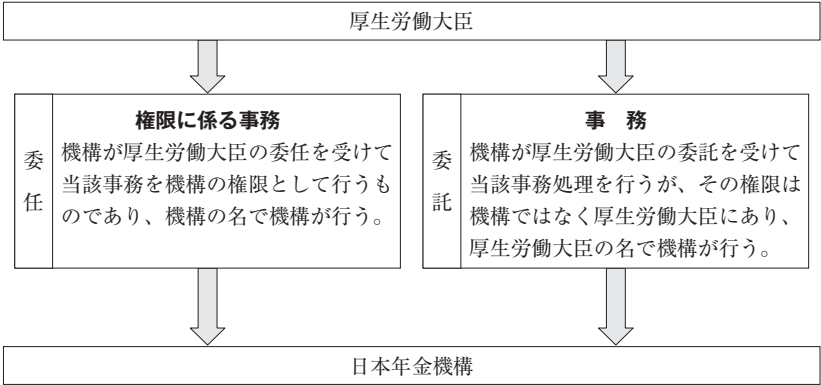 厚生労働大臣
委任
権限に係る事務
機構が厚生労働大臣の委任を受けて
当該事務を機構の権限として行うも
のであり、機構の名で機構が行う。
委託
事　務
機構が厚生労働大臣の委託を受けて
当該事務処理を行うが、その権限は
機構ではなく厚生労働大臣にあり、
厚生労働大臣の名で機構が行う。
日本年金機構